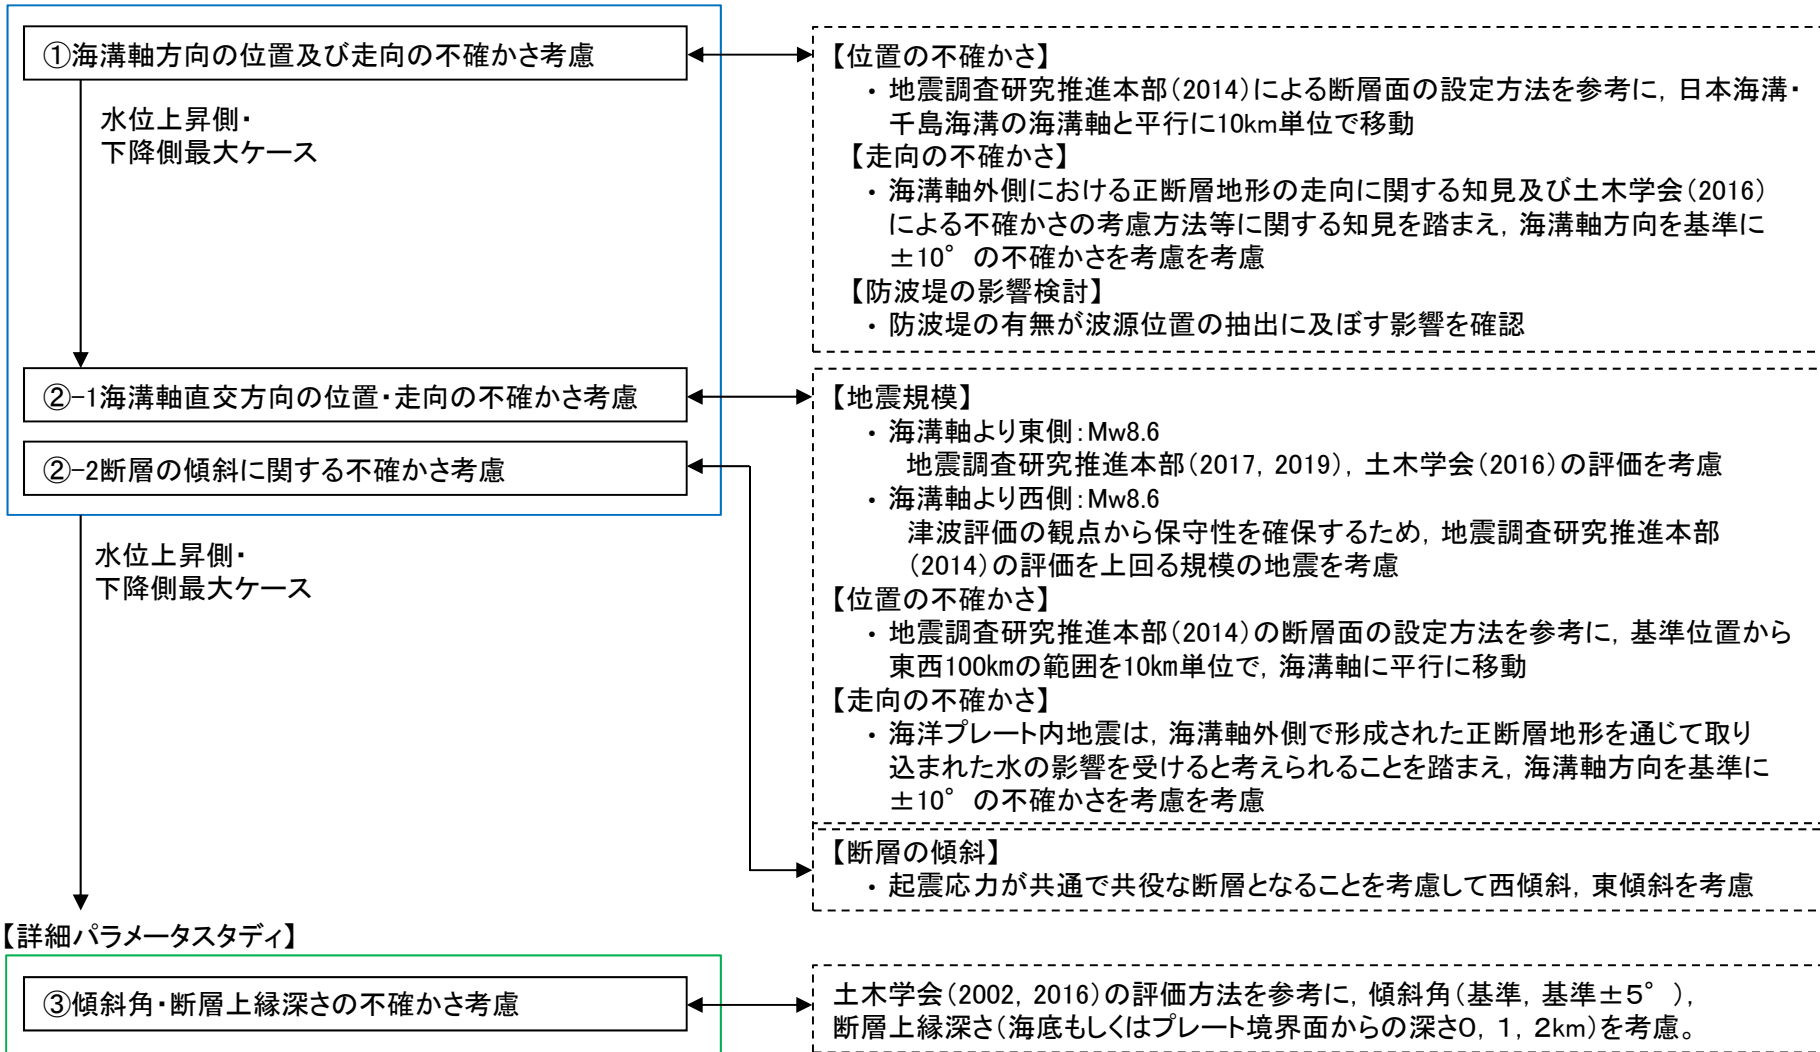 ①海溝軸方向の位置及び走向の不確かさ考慮
水位上昇側・
下降側最大ケース
【位置の不確かさ】
・地震調査研究推進本部（2014）による断層面の設定方法を参考に，日本海溝・
千島海溝の海溝軸と平行に10km単位で移動
【走向の不確かさ】
・海溝軸外側における正断層地形の走向に関する知見及び土木学会（2016）
による不確かさの考慮方法等に関する知見を踏まえ，海溝軸方向を基準に
±10°の不確かさを考慮を考慮
【防波堤の影響検討】
・防波堤の有無が波源位置の抽出に及ぼす影響を確認
②-1海溝軸直交方向の位置・走向の不確かさ考慮
②-2断層の傾斜に関する不確かさ考慮
水位上昇側・
下降側最大ケース
【地震規模】
・海溝軸より東側：Mw8.6
地震調査研究推進本部（2017，2019），土木学会（2016）の評価を考慮
・海溝軸より西側：Mw8.6
津波評価の観点から保守性を確保するため，地震調査研究推進本部
（2014）の評価を上回る規模の地震を考慮
【位置の不確かさ】
・地震調査研究推進本部（2014）の断層面の設定方法を参考に，基準位置から
東西100kmの範囲を10km単位で，海溝軸に平行に移動
【走向の不確かさ】
・海洋プレート内地震は，海溝軸外側で形成された正断層地形を通じて取り
込まれた水の影響を受けると考えられることを踏まえ，海溝軸方向を基準に
±10°の不確かさを考慮を考慮
【断層の傾斜】
・起震応力が共通で共役な断層となることを考慮して西傾斜，東傾斜を考慮
【詳細パラメータスタディ】
③傾斜角・断層上縁深さの不確かさ考慮
土木学会（2002，2016）の評価方法を参考に，傾斜角（基準，基準±５°），
断層上縁深さ（海底もしくはプレート境界面からの深さ0，1，2km）を考慮。